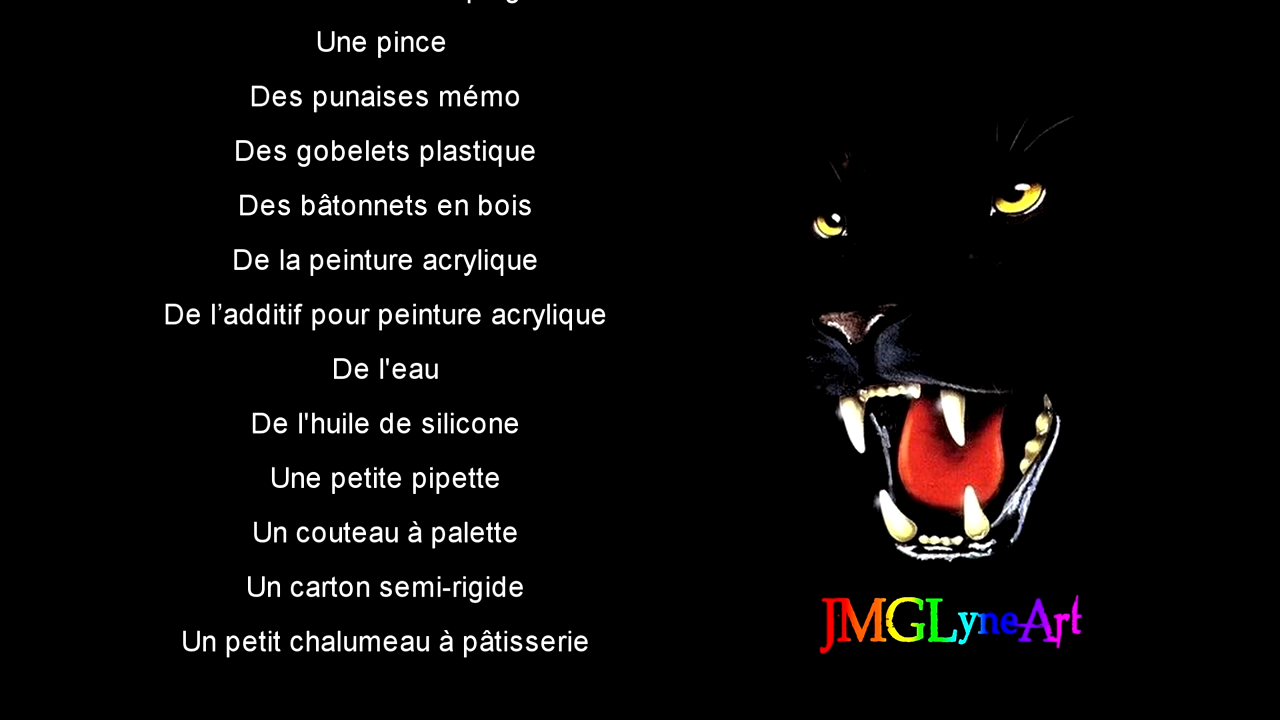 Une pince
Des punaises mémo
Des gobelets plastique
Des bâtonnets en bois
De la peinture acrylique
De l’additif pour peinture acrylique
De l'eau
De l'huile de silicone
Une petite pipette
Un couteau à palette
Un carton semi-rigide
Un petit chalumeau à pâtisserie
JMGLyneArt